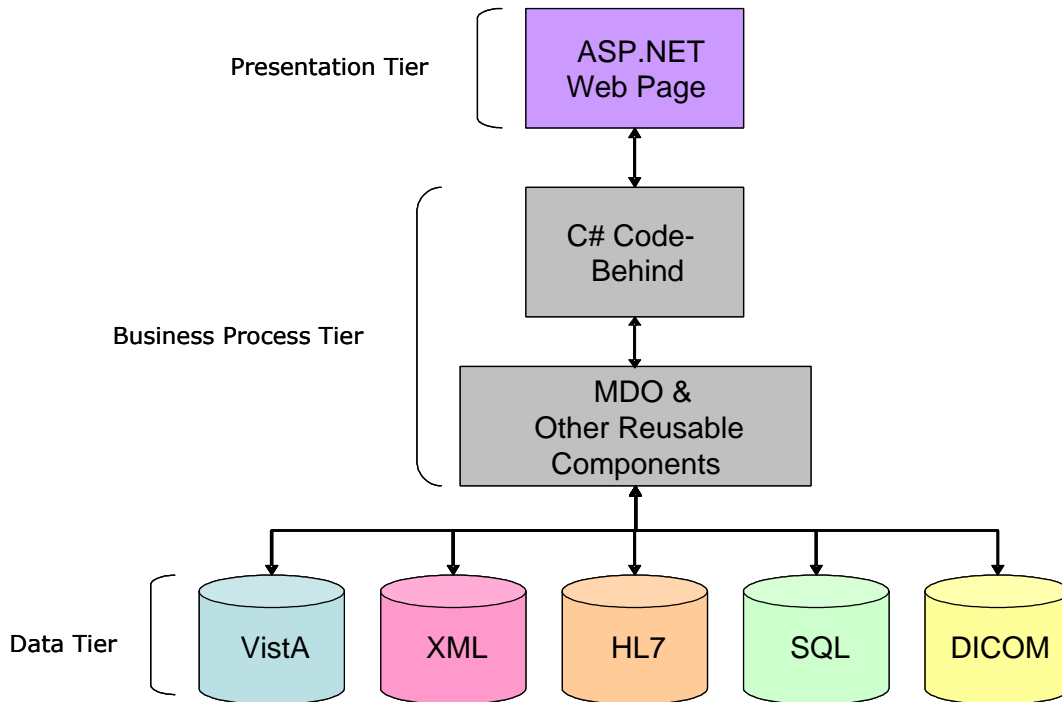 Presentation Tier
ASP.NET
Web Page
Business Process Tier
C# Code-
Behind
MDO &
Other Reusable
Components
Data Tier
VistA
XML
HL7
SQL
DICOM